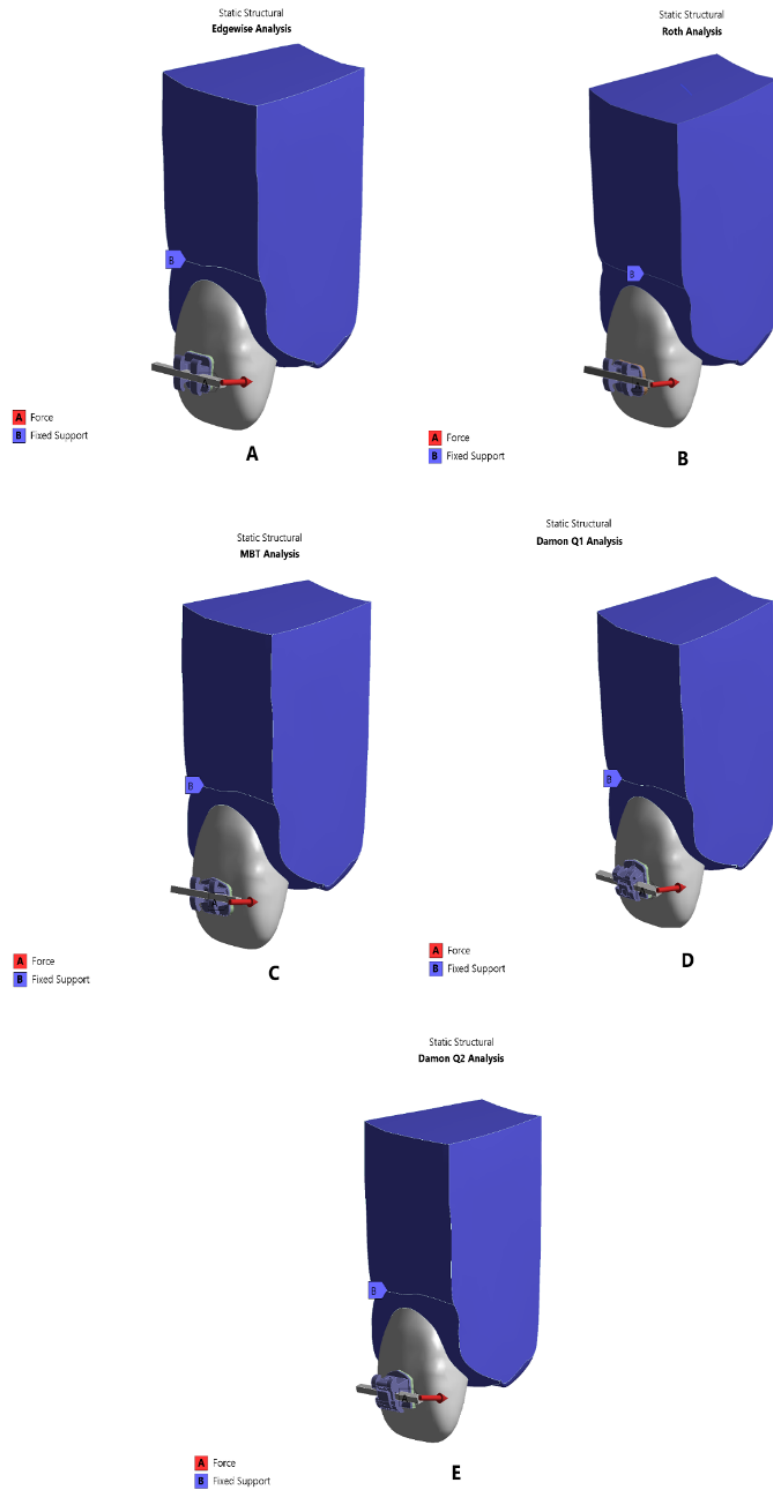 Static Structural
Edgewise Analysis
B
A
A Force
B Fixed Support
A
Static Structural
Roth Analysis
B
A Force
B Fixed Support
B
Static Structural
MBT Analysis
B
A Force
B Fixed Support
C
Static Structural
Damon Q1 Analysis
B
A Force
B Fixed Support
D
Static Structural
Damon Q2 Analysis
B
A
A Force
B Fixed Support
E